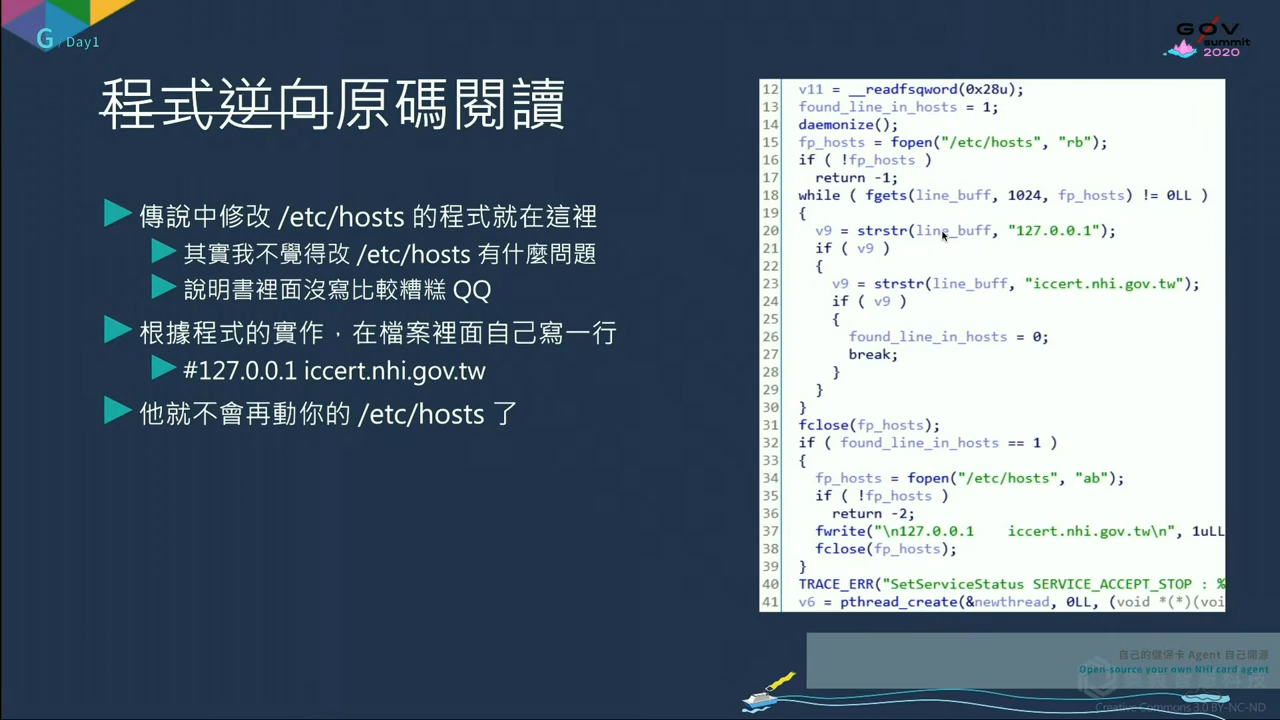 G / Day1
GOV
summit
2020
程式逆向原碼閱讀
傳說中修改 /etc/hosts 的程式就在這裡
其實我不覺得改 /etc/hosts 有什麼問題
說明書裡面沒寫比較糟糕 QQ
根據程式的實作，在檔案裡面自己寫一行
#127.0.0.1 iccert.nhi.gov.tw
他就不會再動你的 /etc/hosts 了
12 v11 = __readfsqword(0x28u);
13 found_line_in_hosts = 1;
14 daemonize();
15 fp_hosts = fopen("/etc/hosts", "rb");
16 if ( !fp_hosts )
17 return -1;
18 while ( fgets(line_buff, 1024, fp_hosts) != 0LL )
19 {
20 v9 = strstr(line_buff, "127.0.0.1");
21 if ( v9 )
22 {
23 v9 = strstr(line_buff, "iccert.nhi.gov.tw");
24 if ( v9 )
25 {
26 found_line_in_hosts = 0;
27 break;
28 }
29 }
30 }
31 fclose(fp_hosts);
32 if ( found_line_in_hosts == 1 )
33 {
34 fp_hosts = fopen("/etc/hosts", "ab");
35 if ( !fp_hosts )
36 return -2;
37 fwrite("\n127.0.0.1    iccert.nhi.gov.tw\n", 1uLL
38 fclose(fp_hosts);
39 }
40 TRACE_ERR("SetServiceStatus SERVICE_ACCEPT_STOP : %
41 v6 = pthread_create(&newthread, 0LL, (void *(*)(voi
自己的健保卡 Agent 自己開源
Open-source your own NHI card agent
Creative Commons 3.0 BY-NC-ND